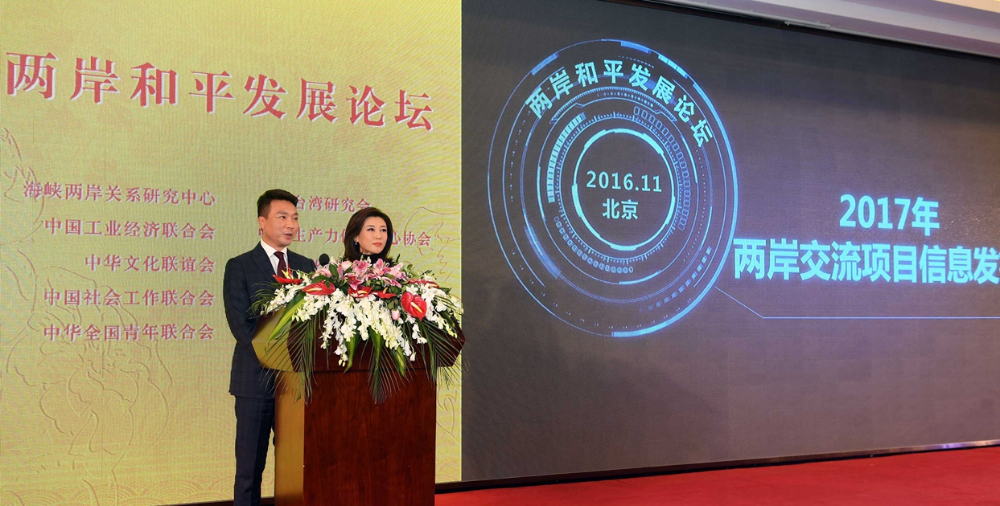 两岸和平发展论坛
海峡两岸关系研究中心
中国工业经济联合会
中华文化联谊会
中国社会工作联合会
中华全国青年联合会
台湾研究会
生产力
心协会
两岸和平发展论坛
2016.11
北京
2017年
两岸交流项目信息发